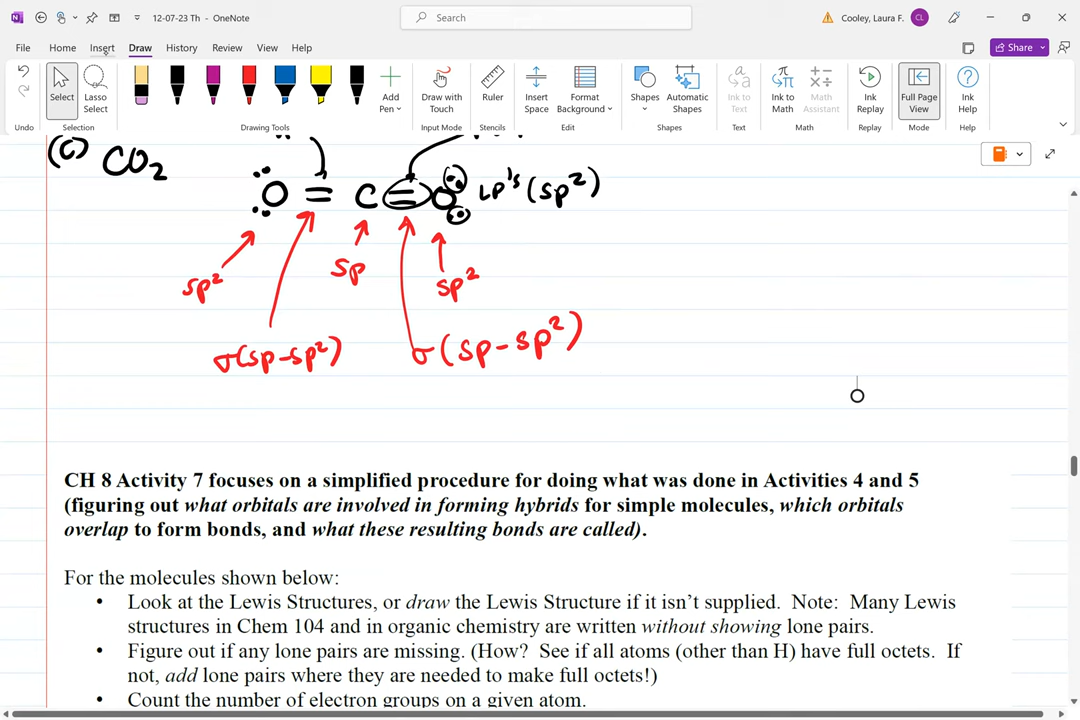 12-07-23 Th - OneNote
Search
Cooley, Laura F.
CL
File Home Insert Draw History Review View Help
Share
Select
Lasso Select
Add Pen
Draw with Touch
Ruler
Insert Space
Format Background
Shapes
Automatic Shapes
Ink to Text
Ink to Math
Math Assistant
Ink Replay
Full Page View
Ink Help
Undo
Selection
Drawing Tools
Input Mode
Stencils
Edit
Shapes
Text
Math
Replay
Mode
Help
(c) CO₂
O = C = O LP's (sp²)
sp² sp sp²
σ(sp-sp²) σ(sp-sp²)
CH 8 Activity 7 focuses on a simplified procedure for doing what was done in Activities 4 and 5
(figuring out what orbitals are involved in forming hybrids for simple molecules, which orbitals
overlap to form bonds, and what these resulting bonds are called).
For the molecules shown below:
• Look at the Lewis Structures, or draw the Lewis Structure if it isn't supplied. Note: Many Lewis
structures in Chem 104 and in organic chemistry are written without showing lone pairs.
• Figure out if any lone pairs are missing. (How? See if all atoms (other than H) have full octets. If
not, add lone pairs where they are needed to make full octets!)
• Count the number of electron groups on a given atom.